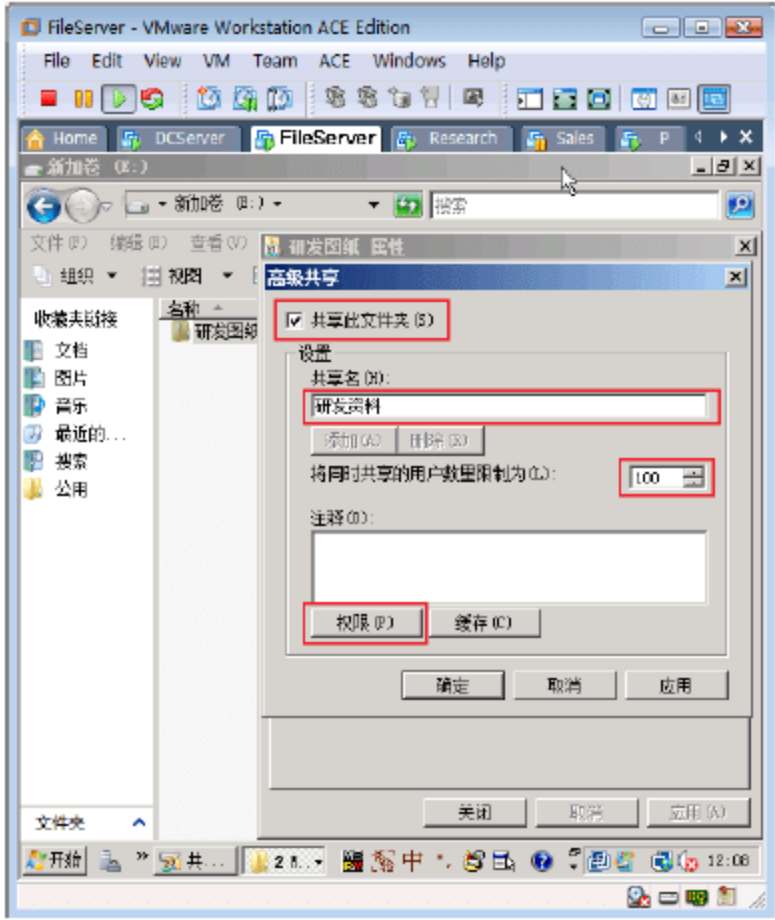 FileServer - VMware Workstation ACE Edition
File Edit View VM Team ACE Windows Help
Home DCServer FileServer Research Sales P
新加卷 (E:)
新加卷 (E:) 搜索
文件(F) 编辑(E) 查看(V)
组织 视图
收藏夹链接
文档
图片
音乐
最近的...
搜索
公用
文件夹
名称
研发图纸
研发图纸 属性
高级共享
共享此文件夹(S)
设置
共享名(H):
研发资料
添加(A) 删除(R)
将同时共享的用户数量限制为(L): 100
注释(O):
权限(P) 缓存(C)
确定 取消 应用
关闭 取消 应用(A)
开始 共... 中 12:08